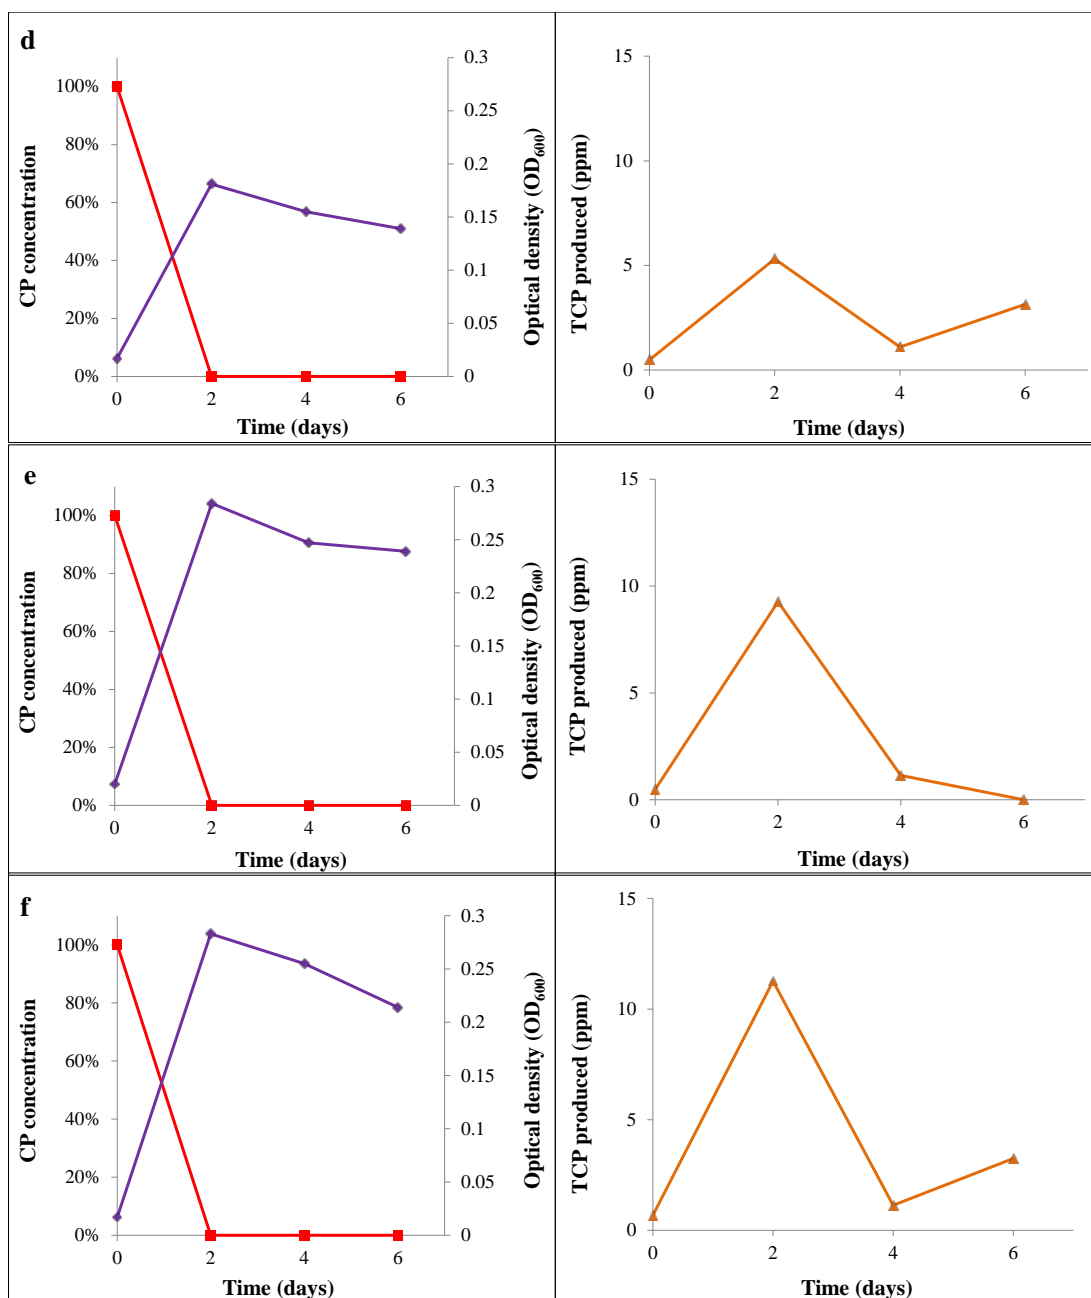 d
100%
80%
60%
40%
20%
0%
CP concentration
0.3
0.25
0.2
0.15
0.1
0.05
0
Optical density (OD600)
0 2 4 6
Time (days)
15
10
5
0
TCP produced (ppm)
0 2 4 6
Time (days)
e
100%
80%
60%
40%
20%
0%
CP concentration
0.3
0.25
0.2
0.15
0.1
0.05
0
Optical density (OD600)
0 2 4 6
Time (days)
15
10
5
0
TCP produced (ppm)
0 2 4 6
Time (days)
f
100%
80%
60%
40%
20%
0%
CP concentration
0.3
0.25
0.2
0.15
0.1
0.05
0
Optical density (OD600)
0 2 4 6
Time (days)
15
10
5
0
TCP produced (ppm)
0 2 4 6
Time (days)